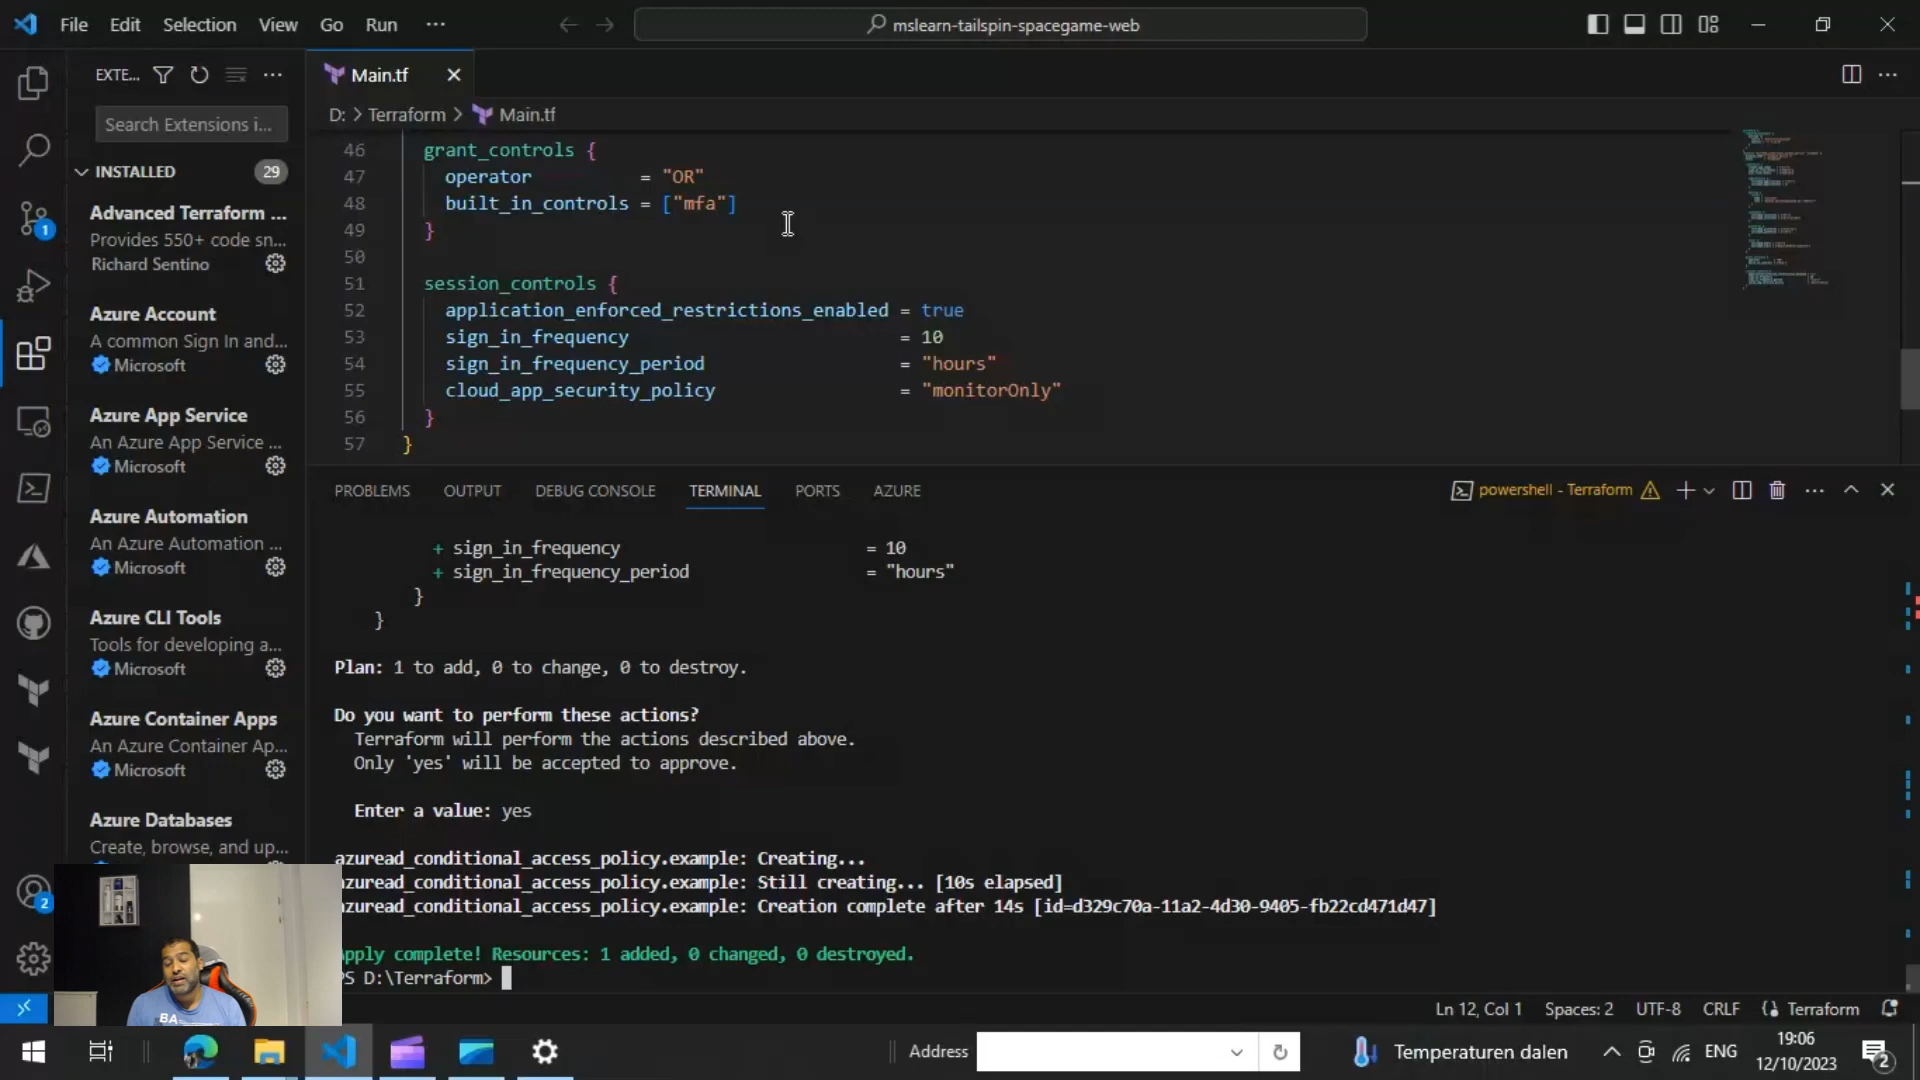 File Edit Selection View Go Run ···
mslearn-tailspin-spacegame-web
EXTE... ···
Search Extensions i...
INSTALLED 29
Advanced Terraform ...
Provides 550+ code sn...
Richard Sentino
Azure Account
A common Sign In and...
Microsoft
Azure App Service
An Azure App Service ...
Microsoft
Azure Automation
An Azure Automation ...
Microsoft
Azure CLI Tools
Tools for developing a...
Microsoft
Azure Container Apps
An Azure Container Ap...
Microsoft
Azure Databases
Create, browse, and up...
1
2
Main.tf
D: > Terraform > Main.tf
46 grant_controls {
47 operator = "OR"
48 built_in_controls = ["mfa"]
49 }
50
51 session_controls {
52 application_enforced_restrictions_enabled = true
53 sign_in_frequency = 10
54 sign_in_frequency_period = "hours"
55 cloud_app_security_policy = "monitorOnly"
56 }
57 }
PROBLEMS OUTPUT DEBUG CONSOLE TERMINAL PORTS AZURE
powershell - Terraform
+ sign_in_frequency = 10
+ sign_in_frequency_period = "hours"
}
}
Plan: 1 to add, 0 to change, 0 to destroy.
Do you want to perform these actions?
Terraform will perform the actions described above.
Only 'yes' will be accepted to approve.
Enter a value: yes
azuread_conditional_access_policy.example: Creating...
azuread_conditional_access_policy.example: Still creating... [10s elapsed]
azuread_conditional_access_policy.example: Creation complete after 14s [id=d329c70a-11a2-4d30-9405-fb22cd471d47]
Apply complete! Resources: 1 added, 0 changed, 0 destroyed.
PS D:\Terraform>
BA
Ln 12, Col 1 Spaces: 2 UTF-8 CRLF {} Terraform
Address
Temperaturen dalen
ENG
19:06
12/10/2023
2